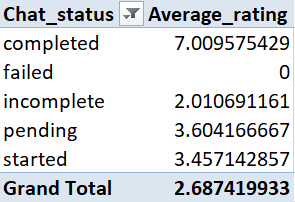 Chat_status Average_rating
completed 7.009575429
failed 0
incomplete 2.010691161
pending 3.604166667
started 3.457142857
Grand Total 2.687419933